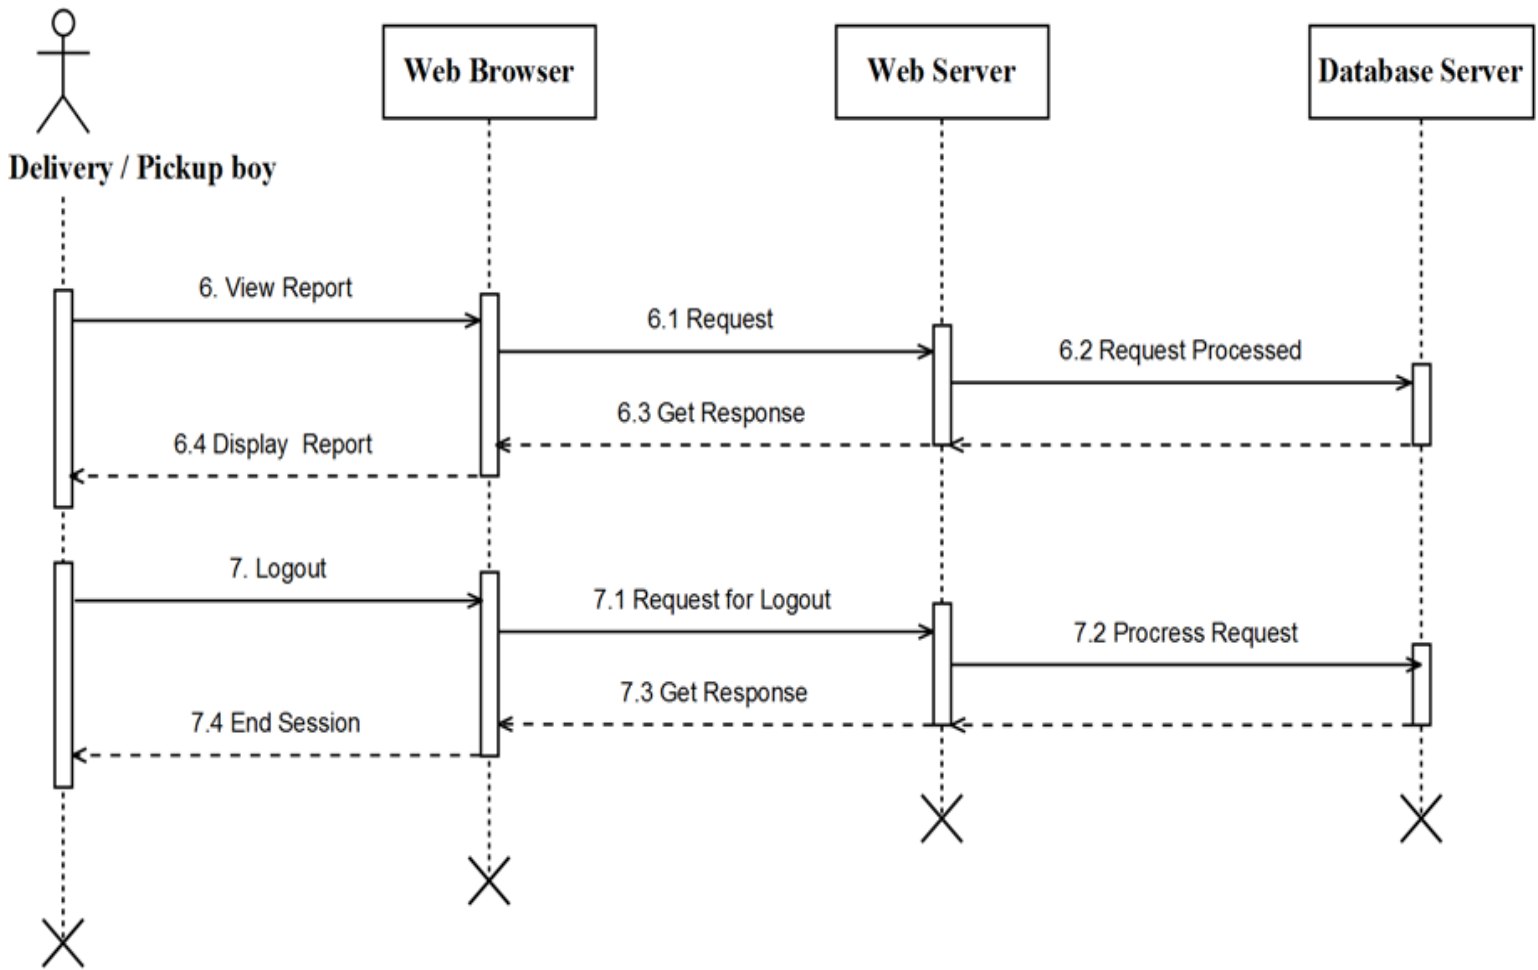 Web Browser
Web Server
Database Server
Delivery / Pickup boy
6. View Report
6.1 Request
6.2 Request Processed
6.3 Get Response
6.4 Display Report
7. Logout
7.1 Request for Logout
7.2 Procress Request
7.3 Get Response
7.4 End Session